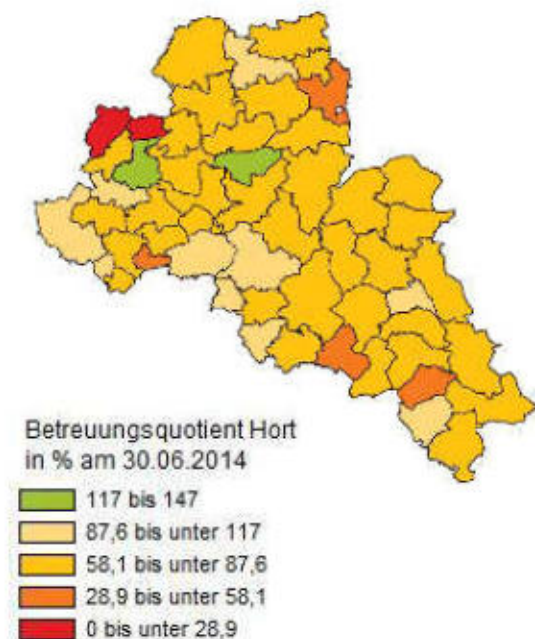 Betreuungsquotient Hort
in % am 30.06.2014
117 bis 147
87,6 bis unter 117
58,1 bis unter 87,6
28,9 bis unter 58,1
0 bis unter 28,9